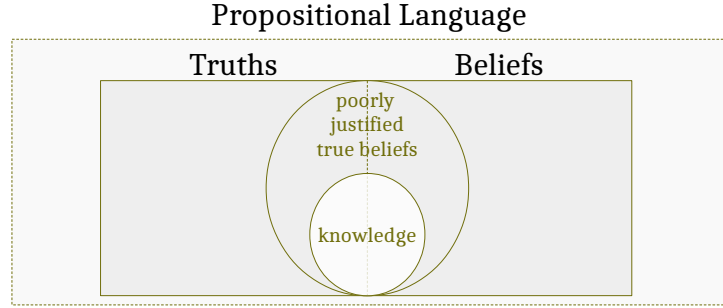 Propositional Language
Truths
Beliefs
poorly
justified
true beliefs
knowledge